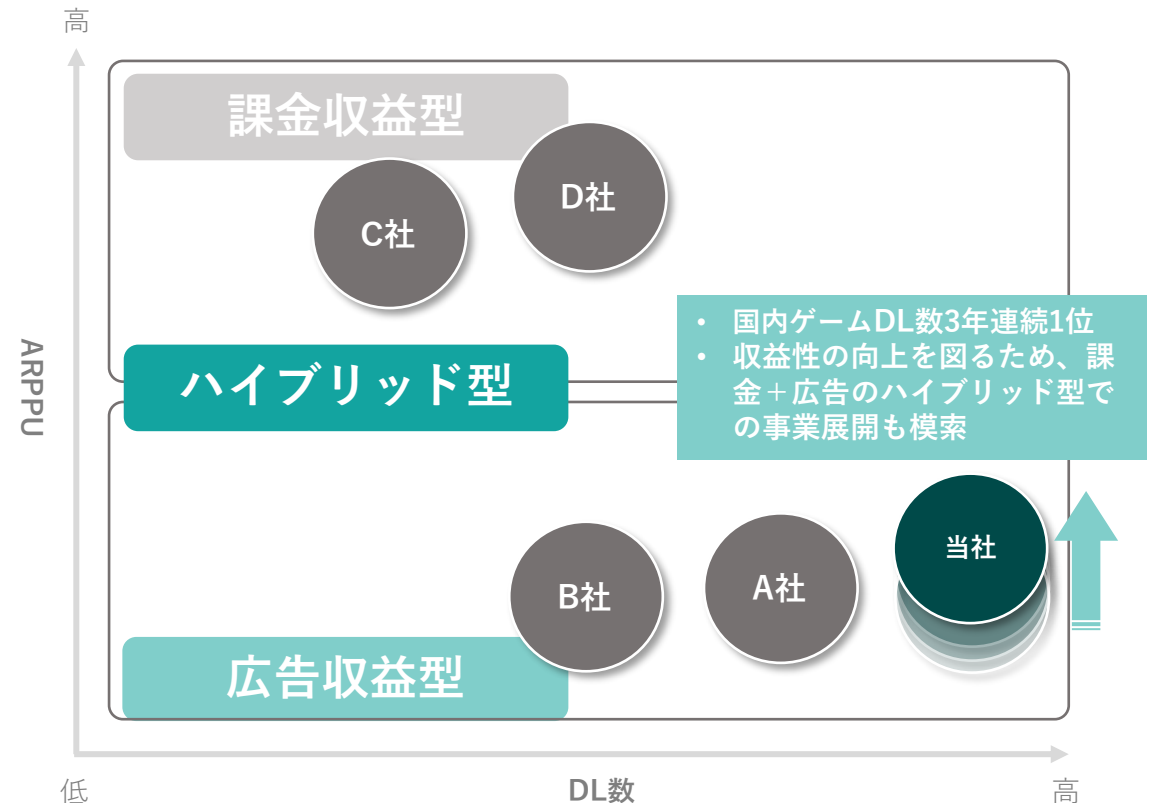 高
課金収益型
D社
C社
• 国内ゲームDL数3年連続1位
• 収益性の向上を図るため、課
金＋広告のハイブリッド型で
の事業展開も模索
ARPPU
ハイブリッド型
当社
A社
B社
広告収益型
低
DL数
高